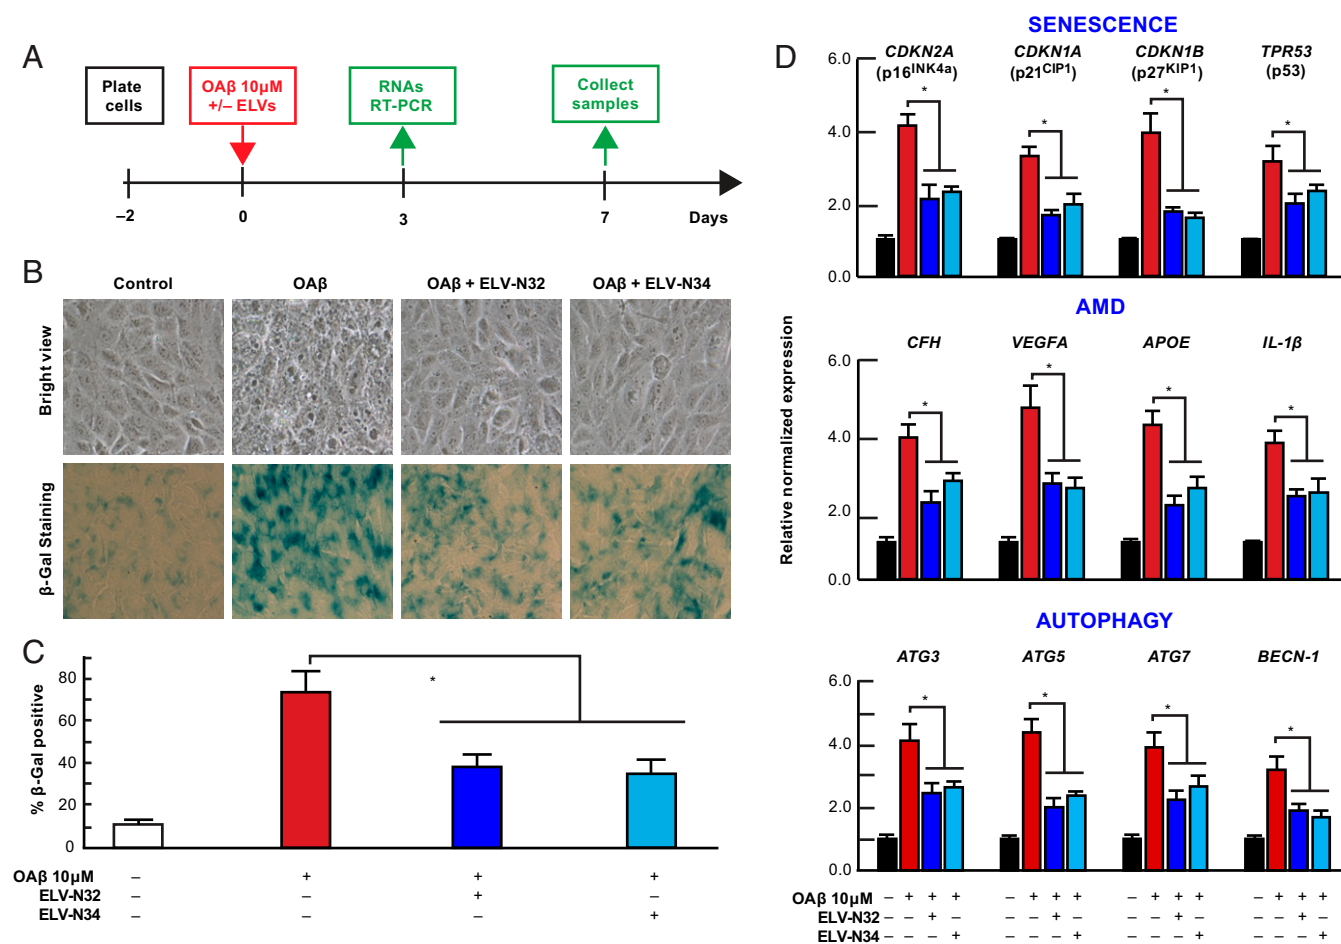 A
Plate
cells
OAβ 10µM
+/– ELVs
RNAs
RT-PCR
Collect
samples
–2 0 3 7 Days
B
Control OAβ OAβ + ELV-N32 OAβ + ELV-N34
Bright view
β-Gal Staining
C
% β-Gal positive
80
60
40
20
0
*
OAβ 10µM – + + +
ELV-N32 – – + –
ELV-N34 – – – +
D
SENESCENCE
CDKN2A CDKN1A CDKN1B TPR53
(p16INK4a) (p21CIP1) (p27KIP1) (p53)
6.0
4.0
2.0
0.0
* * * *
Relative normalized expression
AMD
CFH VEGFA APOE IL-1β
6.0
4.0
2.0
0.0
* * * *
AUTOPHAGY
ATG3 ATG5 ATG7 BECN-1
6.0
4.0
2.0
0.0
* * * *
OAβ 10µM – + + + – + + + – + + + – + + +
ELV-N32 – – + – – – + – – – + – – – + –
ELV-N34 – – – + – – – + – – – + – – – +